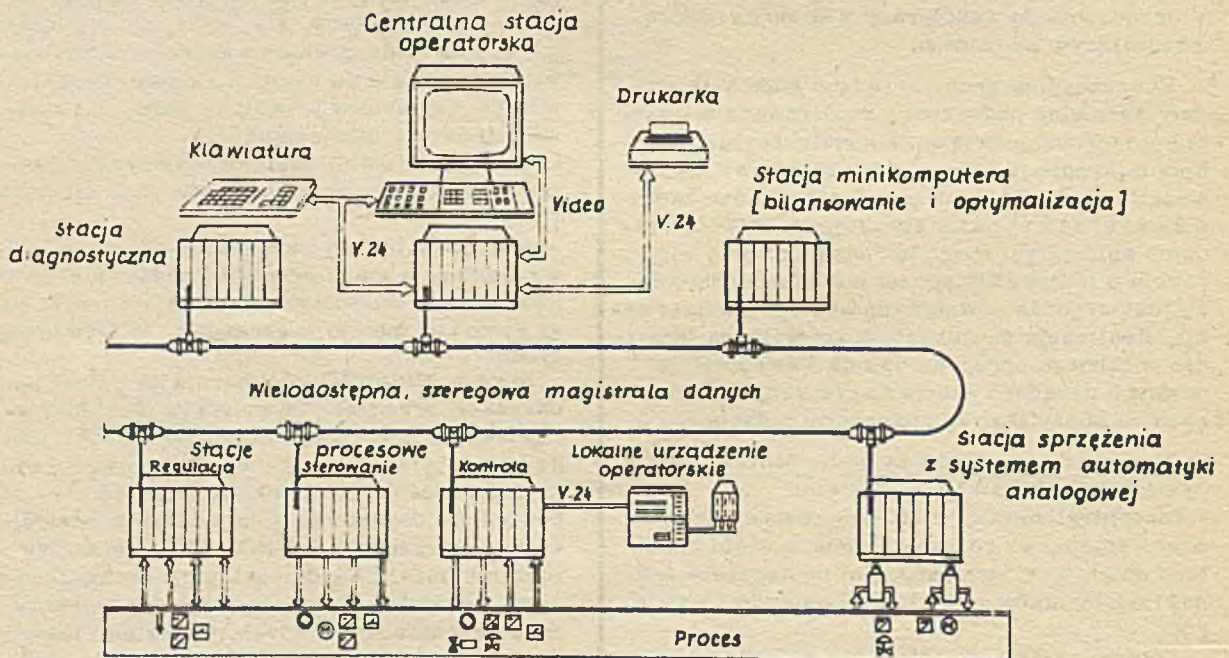 Centralna stacja
operatorska
Drukarka
Klawiatura
Stacja minikomputera
[bilansowanie i optymalizacja]
Video
V.24
V.24
stacja
diagnostyczna
Wielodostępna, szeregowa magistrala danych
Stacje procesowe
Regulacja
Sterowanie
Kontrola
Lokalne urządzenie
operatorskie
V.24
Stacja sprzężenia
z systemem automatyki
analogowej
Proces